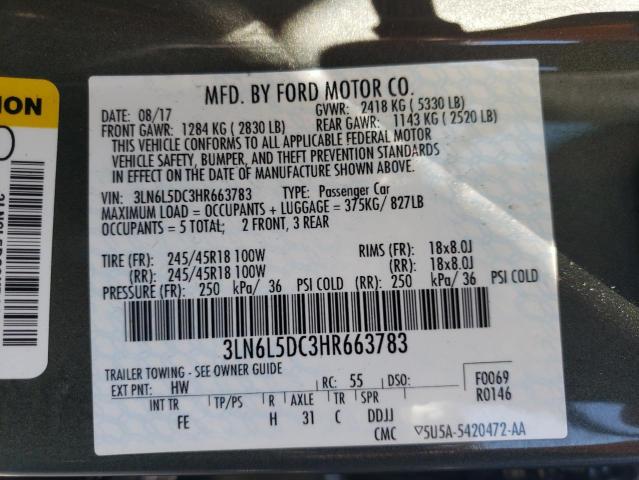 MFD. BY FORD MOTOR CO.
DATE: 08/17 GVWR: 2418 KG ( 5330 LB)
FRONT GAWR: 1284 KG ( 2830 LB) REAR GAWR: 1143 KG ( 2520 LB)
THIS VEHICLE CONFORMS TO ALL APPLICABLE FEDERAL MOTOR
VEHICLE SAFETY, BUMPER, AND THEFT PREVENTION STANDARDS
IN EFFECT ON THE DATE OF MANUFACTURE SHOWN ABOVE.
VIN: 3LN6L5DC3HR663783 TYPE: Passenger Car
MAXIMUM LOAD = OCCUPANTS + LUGGAGE = 375KG/ 827LB
OCCUPANTS = 5 TOTAL; 2 FRONT, 3 REAR
TIRE (FR): 245/45R18 100W RIMS (FR): 18x8.0J
(RR): 245/45R18 100W (RR): 18x8.0J
PRESSURE (FR): 250 kPa/ 36 PSI COLD (RR): 250 kPa/ 36 PSI COLD
3LN6L5DC3HR663783
TRAILER TOWING - SEE OWNER GUIDE
EXT PNT: HW RC: 55 DSO: F0069
INT TR TP/PS R AXLE TR SPR R0146
FE H 31 C DDJJ
CMC ▽5U5A-5420472-AA
ION